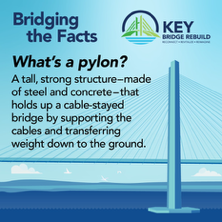 Bridging
the Facts
KEY
BRIDGE REBUILD
What's a pylon?
A tall, strong structure–made
of steel and concrete–that
holds up a cable-stayed
bridge by supporting the
cables and transferring
weight down to the ground.